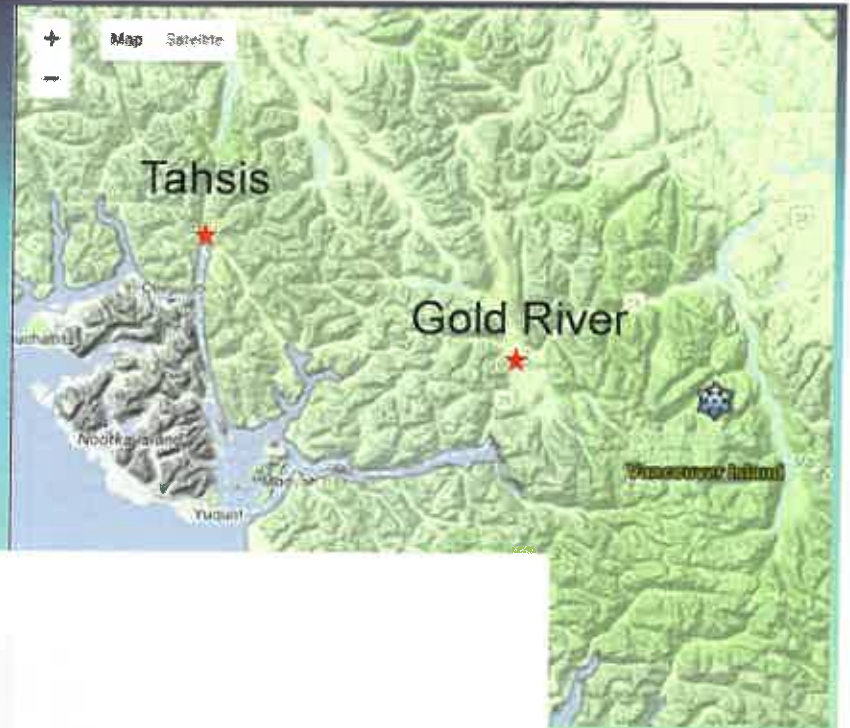 +
Map Satellite
−
Tahsis
Gold River
Nootka Island
Vancouver Island
Yuquot